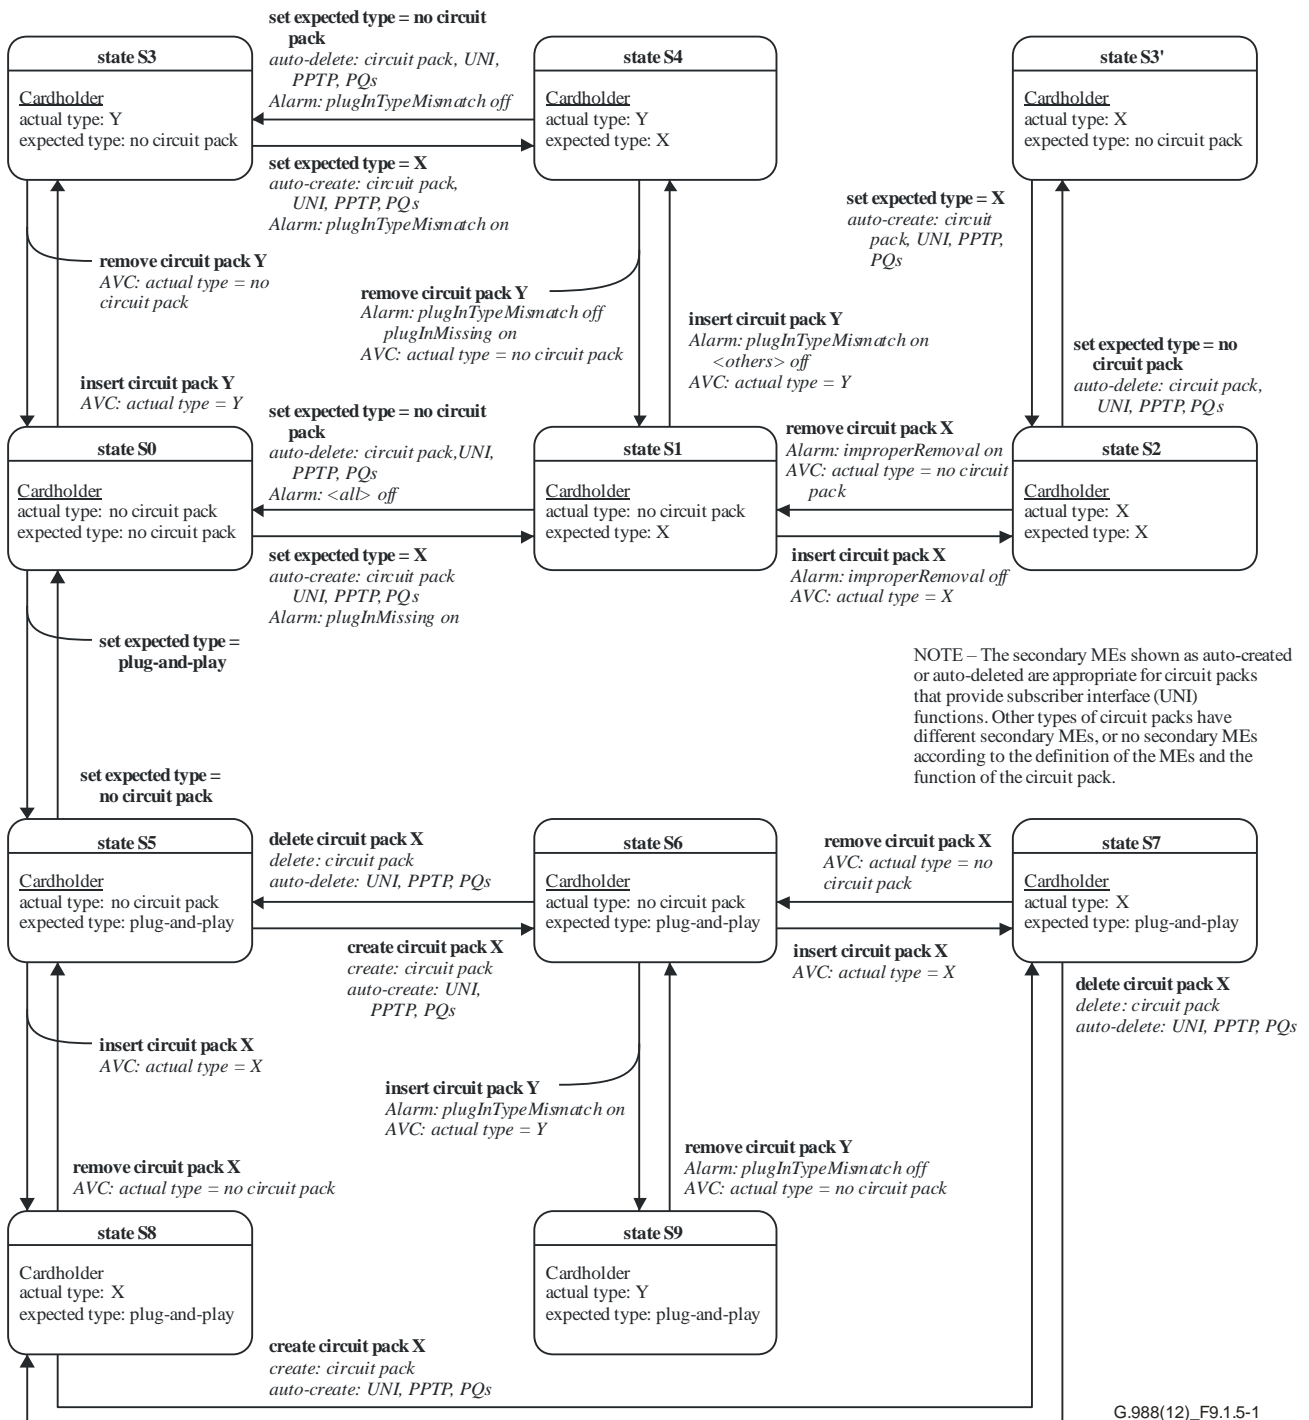 set expected type = no circuit
pack
auto-delete: circuit pack, UNI,
PPTP, PQs
Alarm: plugInTypeMismatch off
state S3
Cardholder
actual type: Y
expected type: no circuit pack
state S4
Cardholder
actual type: Y
expected type: X
state S3'
Cardholder
actual type: X
expected type: no circuit pack
set expected type = X
auto-create: circuit pack,
UNI, PPTP, PQs
Alarm: plugInTypeMismatch on
set expected type = X
auto-create: circuit
pack, UNI, PPTP,
PQs
remove circuit pack Y
AVC: actual type = no
circuit pack
remove circuit pack Y
Alarm: plugInTypeMismatch off
plugInMissing on
AVC: actual type = no circuit pack
insert circuit pack Y
Alarm: plugInTypeMismatch on
<others> off
AVC: actual type = Y
set expected type = no
circuit pack
auto-delete: circuit pack,
UNI, PPTP, PQs
insert circuit pack Y
AVC: actual type = Y
set expected type = no circuit
pack
auto-delete: circuit pack,UNI,
PPTP, PQs
Alarm: <all> off
remove circuit pack X
Alarm: improperRemoval on
AVC: actual type = no circuit
pack
state S0
Cardholder
actual type: no circuit pack
expected type: no circuit pack
state S1
Cardholder
actual type: no circuit pack
expected type: X
state S2
Cardholder
actual type: X
expected type: X
set expected type = X
auto-create: circuit pack
UNI, PPTP, PQs
Alarm: plugInMissing on
insert circuit pack X
Alarm: improperRemoval off
AVC: actual type = X
set expected type =
plug-and-play
NOTE – The secondary MEs shown as auto-created
or auto-deleted are appropriate for circuit packs
that provide subscriber interface (UNI)
functions. Other types of circuit packs have
different secondary MEs, or no secondary MEs
according to the definition of the MEs and the
function of the circuit pack.
set expected type =
no circuit pack
state S5
Cardholder
actual type: no circuit pack
expected type: plug-and-play
delete circuit pack X
delete: circuit pack
auto-delete: UNI, PPTP, PQs
state S6
Cardholder
actual type: no circuit pack
expected type: plug-and-play
remove circuit pack X
AVC: actual type = no
circuit pack
state S7
Cardholder
actual type: X
expected type: plug-and-play
create circuit pack X
create: circuit pack
auto-create: UNI,
PPTP, PQs
insert circuit pack X
AVC: actual type = X
delete circuit pack X
delete: circuit pack
auto-delete: UNI, PPTP, PQs
insert circuit pack X
AVC: actual type = X
insert circuit pack Y
Alarm: plugInTypeMismatch on
AVC: actual type = Y
remove circuit pack X
AVC: actual type = no circuit pack
remove circuit pack Y
Alarm: plugInTypeMismatch off
AVC: actual type = no circuit pack
state S8
Cardholder
actual type: X
expected type: plug-and-play
state S9
Cardholder
actual type: Y
expected type: plug-and-play
create circuit pack X
create: circuit pack
auto-create: UNI, PPTP, PQs
G.988(12)_F9.1.5-1